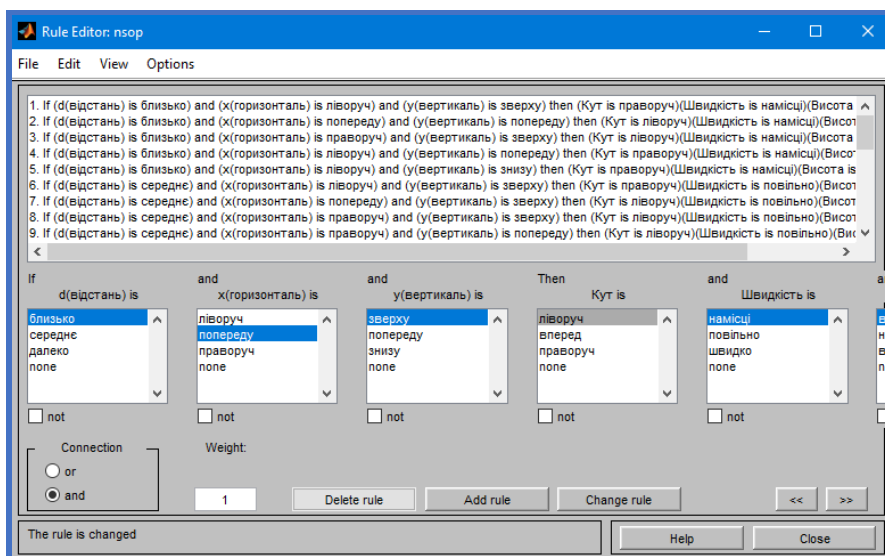 Rule Editor: nsop
File Edit View Options
1. If (d(відстань) is близько) and (x(горизонталь) is ліворуч) and (y(вертикаль) is зверху) then (Кут is праворуч)(Швидкість is намісці)(Висота
2. If (d(відстань) is близько) and (x(горизонталь) is попереду) and (y(вертикаль) is попереду) then (Кут is ліворуч)(Швидкість is намісці)(Висот
3. If (d(відстань) is близько) and (x(горизонталь) is праворуч) and (y(вертикаль) is зверху) then (Кут is ліворуч)(Швидкість is намісці)(Висота
4. If (d(відстань) is близько) and (x(горизонталь) is ліворуч) and (y(вертикаль) is попереду) then (Кут is праворуч)(Швидкість is намісці)(Висот
5. If (d(відстань) is близько) and (x(горизонталь) is ліворуч) and (y(вертикаль) is знизу) then (Кут is праворуч)(Швидкість is намісці)(Висота is
6. If (d(відстань) is середнє) and (x(горизонталь) is ліворуч) and (y(вертикаль) is зверху) then (Кут is праворуч)(Швидкість is повільно)(Висот
7. If (d(відстань) is середнє) and (x(горизонталь) is попереду) and (y(вертикаль) is зверху) then (Кут is ліворуч)(Швидкість is повільно)(Висот
8. If (d(відстань) is середнє) and (x(горизонталь) is праворуч) and (y(вертикаль) is зверху) then (Кут is ліворуч)(Швидкість is повільно)(Висот
9. If (d(відстань) is середнє) and (x(горизонталь) is праворуч) and (y(вертикаль) is попереду) then (Кут is ліворуч)(Швидкість is повільно)(Вис
If and and Then and
d(відстань) is x(горизонталь) is y(вертикаль) is Кут is Швидкість is
близько ліворуч зверху ліворуч намісці
середнє попереду попереду вперед повільно
далеко праворуч знизу праворуч швидко
none none none none none
not not not not not
Connection Weight:
or
and 1 Delete rule Add rule Change rule << >>
The rule is changed Help Close